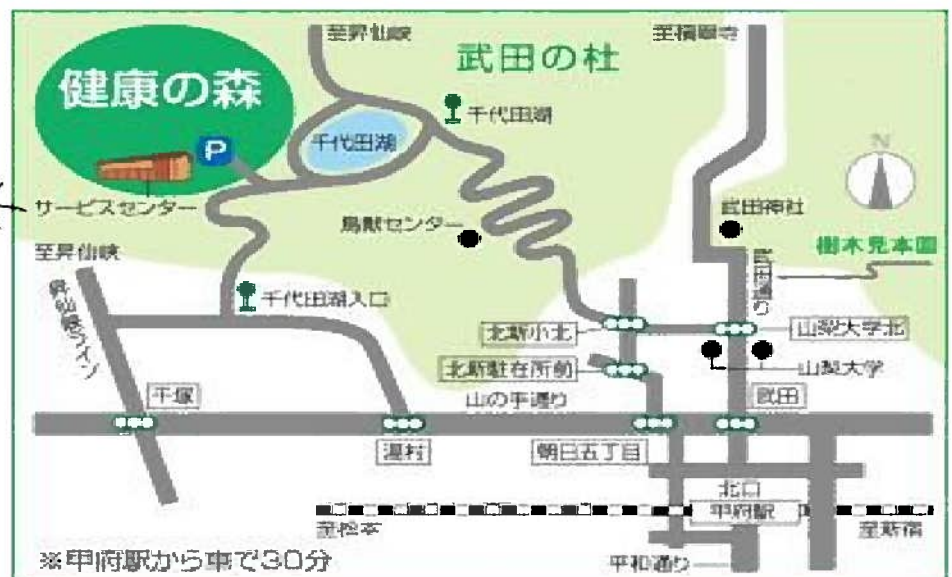 至昇仙峡
武田の杜
至積翠寺
健康の森
千代田湖
千代田湖
P
N
サービスセンター
鳥獣センター
武田神社
樹木見本園
至昇仙峡
武田通り
昇仙峡ライン
千代田湖入口
北新小北
山梨大学北
北新駐在所前
山梨大学
千塚
山の手通り
武田
湯村
朝日五丁目
北口
甲府駅
至松本
至新宿
※甲府駅から車で30分
平和通り